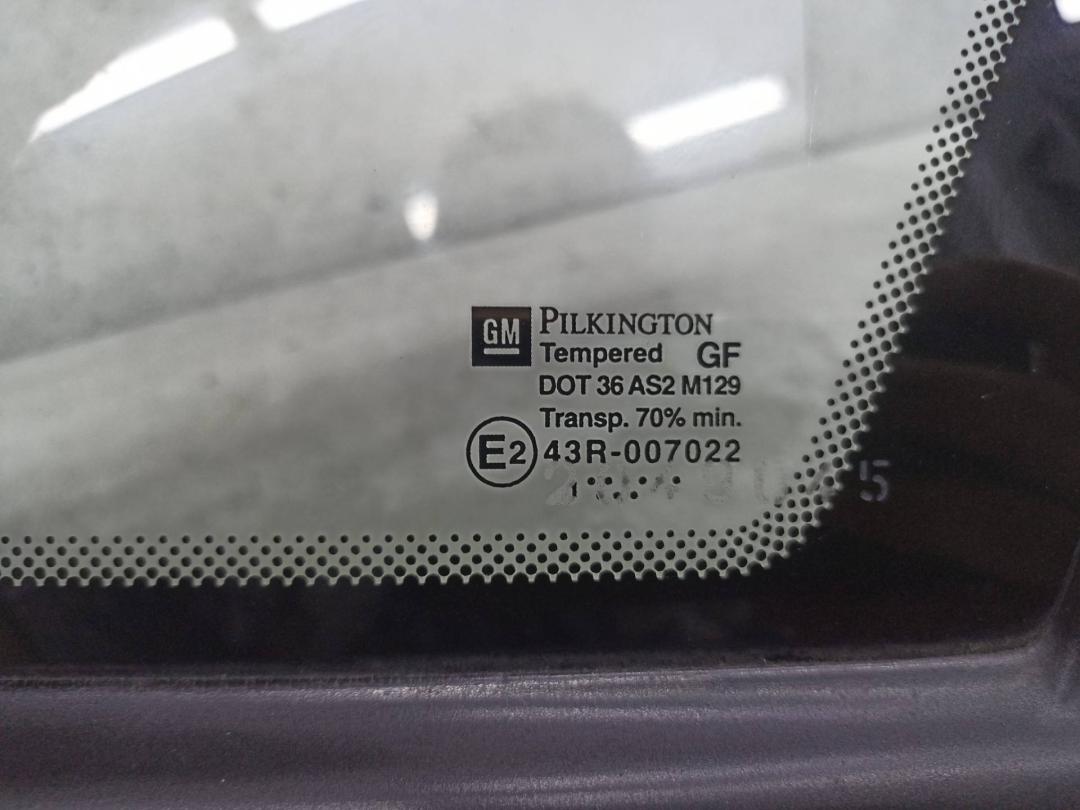 GM PILKINGTON
Tempered GF
DOT 36 AS2 M129
Transp. 70% min.
E2 43R-007022